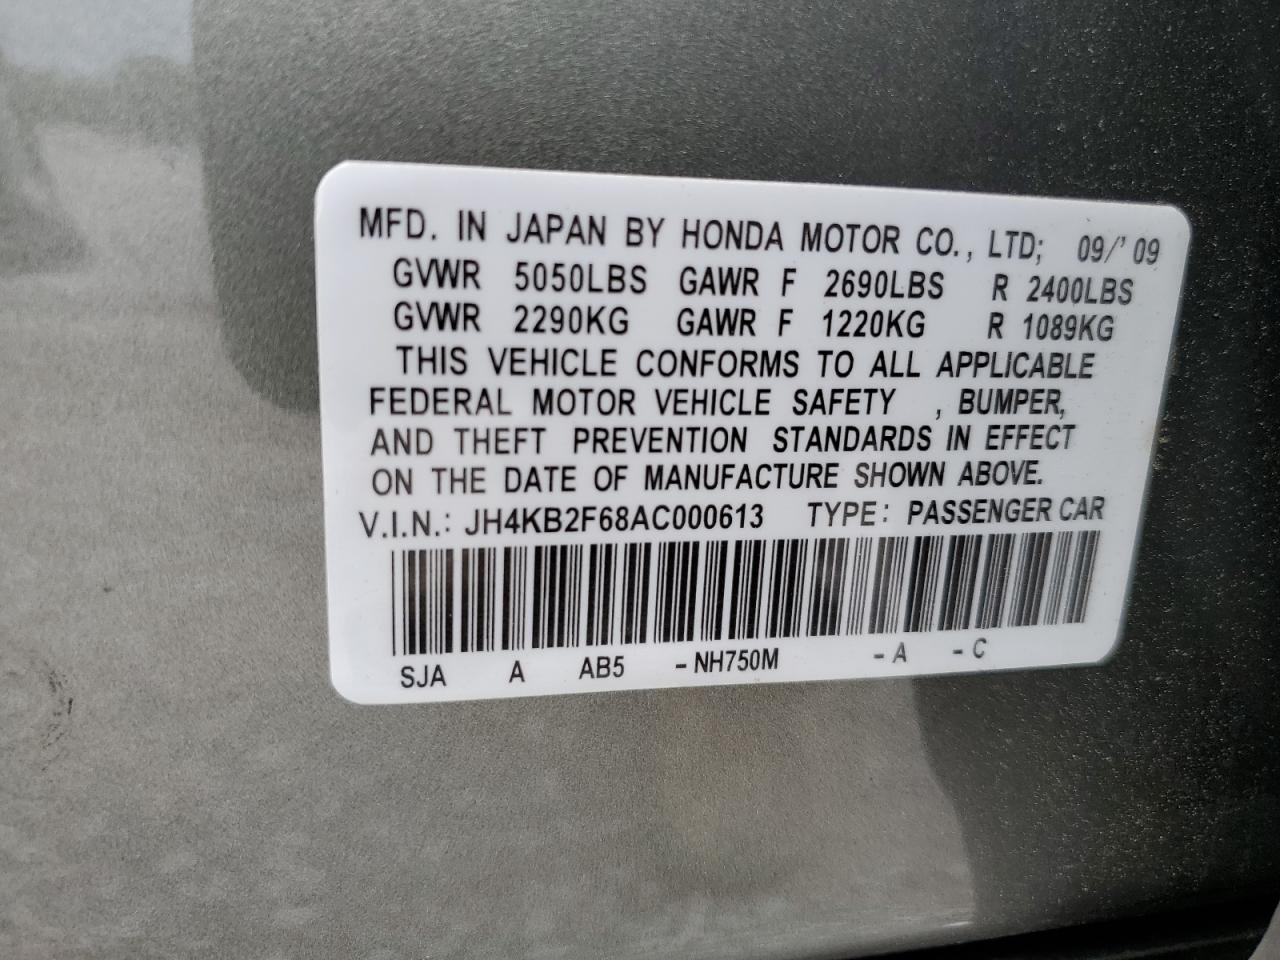 MFD. IN JAPAN BY HONDA MOTOR CO., LTD; 09/'09
GVWR 5050LBS GAWR F 2690LBS R 2400LBS
GVWR 2290KG GAWR F 1220KG R 1089KG
THIS VEHICLE CONFORMS TO ALL APPLICABLE
FEDERAL MOTOR VEHICLE SAFETY , BUMPER,
AND THEFT PREVENTION STANDARDS IN EFFECT
ON THE DATE OF MANUFACTURE SHOWN ABOVE.
V.I.N.: JH4KB2F68AC000613 TYPE: PASSENGER CAR
SJA A AB5 -NH750M -A -C